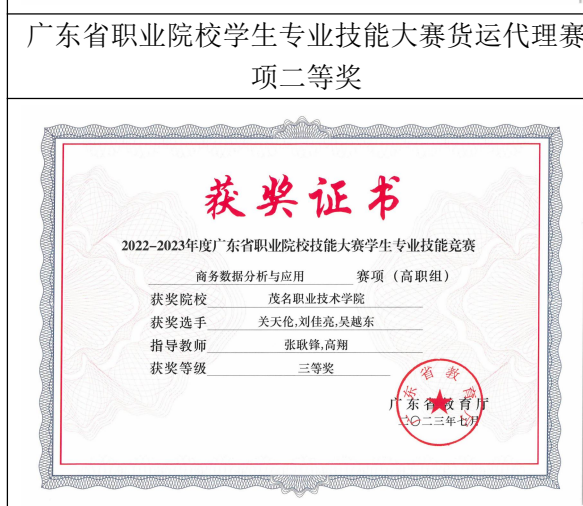 广东省职业院校学生专业技能大赛货运代理赛
项二等奖
获奖证书
2022-2023年度广东省职业院校技能大赛学生专业技能竞赛
商务数据分析与应用 赛项（高职组）
获奖院校 茂名职业技术学院
获奖选手 关天伦,刘佳亮,吴越东
指导教师 张耿锋,高翔
获奖等级 三等奖
广东省教育厅
二〇二三年七月